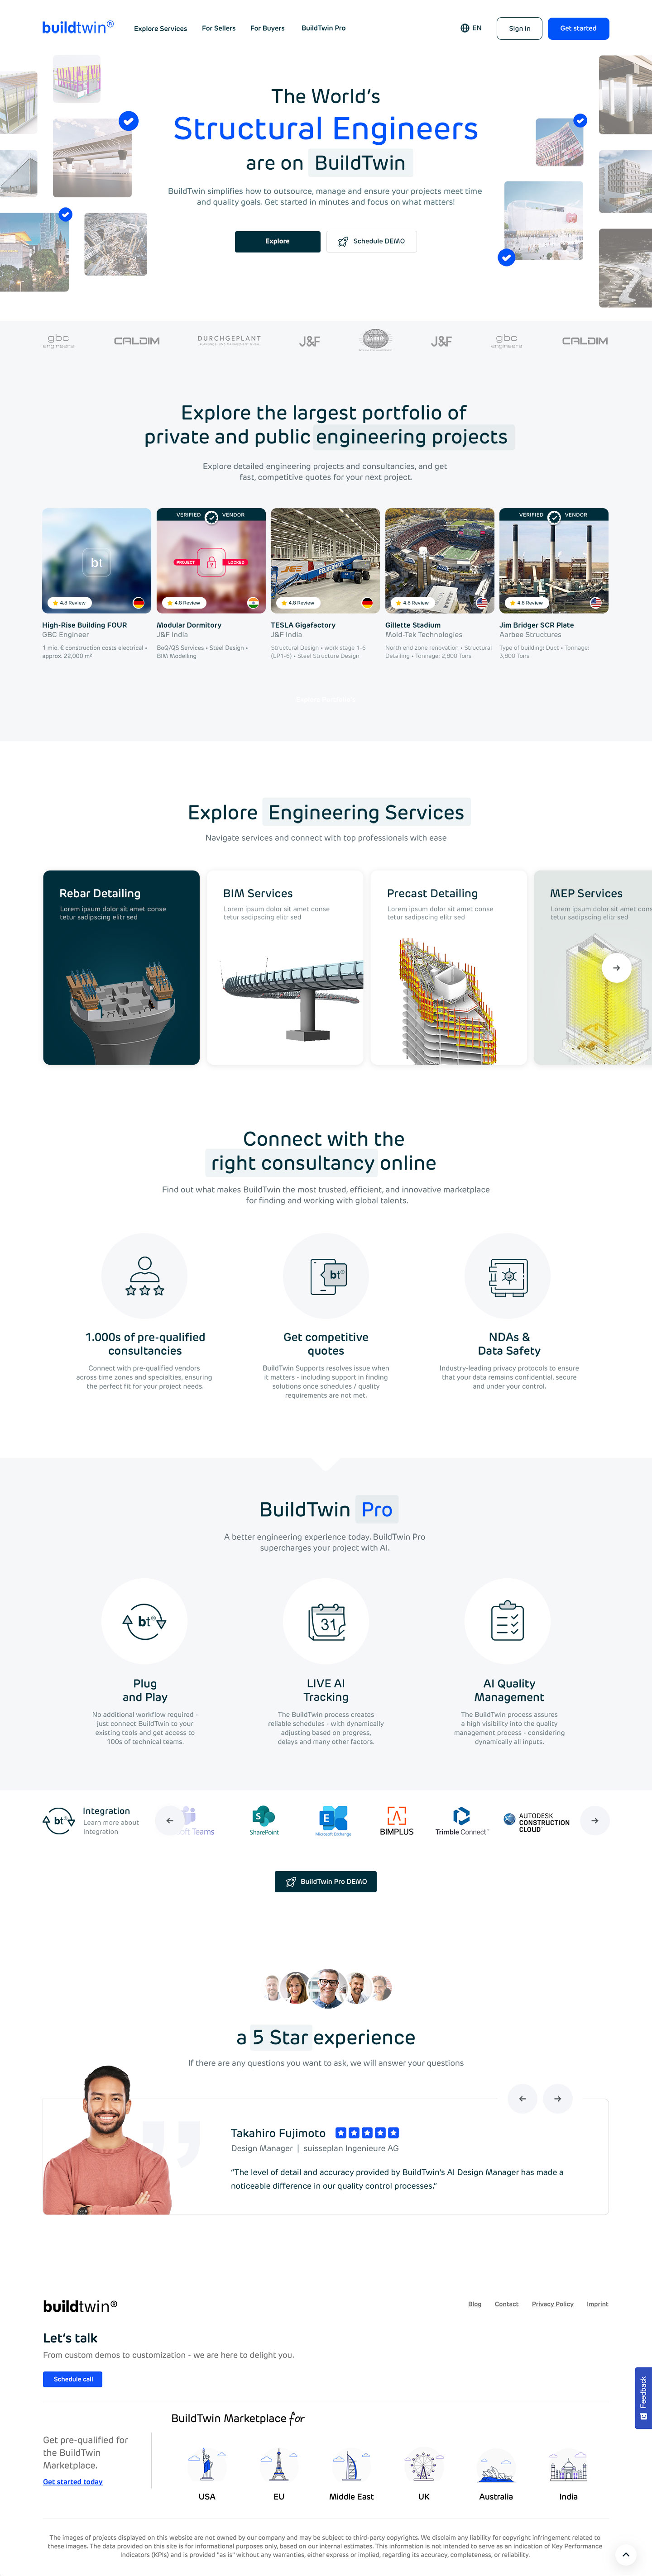 buildtwin®
Explore Services
For Sellers
For Buyers
BuildTwin Pro
EN
Sign in
Get started
The World's
Structural Engineers
are on BuildTwin
BuildTwin simplifies how to outsource, manage and ensure your projects meet time
and quality goals. Get started in minutes and focus on what matters!
Explore
Schedule DEMO
gbc
engineers
CALDIM
DURCHGEPLANT
J&F
J&F
gbc
engineers
CALDIM
Explore the largest portfolio of
private and public engineering projects
Explore detailed engineering projects and consultancies, and get
fast, competitive quotes for your next project.
bt
4.8 Review
High-Rise Building FOUR
GBC Engineer
1 mio. € construction costs electrical •
approx. 22,000 m²
VERIFIED VENDOR
PROJECT LOCKED
4.8 Review
Modular Dormitory
J&F India
BoQ/QS Services • Steel Design •
BIM Modelling
4.6 Review
TESLA Gigafactory
J&F India
Structural Design • work stage 1-6
(LP1-6) • Steel Structure Design
4.8 Review
Gillette Stadium
Mold-Tek Technologies
North end zone renovation • Structural
Detailing • Tonnage: 2,800 Tons
VERIFIED VENDOR
4.8 Review
Jim Bridger SCR Plate
Aarbee Structures
Type of building: Duct • Tonnage:
3,800 Tons
Explore Engineering Services
Navigate services and connect with top professionals with ease
Rebar Detailing
Lorem ipsum dolor sit amet conse
tetur sadipscing elitr sed
BIM Services
Lorem ipsum dolor sit amet conse
tetur sadipscing elitr sed
Precast Detailing
Lorem ipsum dolor sit amet conse
tetur sadipscing elitr sed
MEP Services
Lorem ipsum dolor sit amet cons
tetur sadipscing elitr sed
Connect with the
right consultancy online
Find out what makes BuildTwin the most trusted, efficient, and innovative marketplace
for finding and working with global talents.
bt®
1.000s of pre-qualified
consultancies
Connect with pre-qualified vendors
across time zones and specialties, ensuring
the perfect fit for your project needs.
Get competitive
quotes
BuildTwin Supports resolves issue when
it matters - including support in finding
solutions once schedules / quality
requirements are not met.
NDAs &
Data Safety
Industry-leading privacy protocols to ensure
that your data remains confidential, secure
and under your control.
BuildTwin Pro
A better engineering experience today. BuildTwin Pro
supercharges your project with AI.
bt®
31
Plug
and Play
No additional workflow required -
just connect BuildTwin to your
existing tools and get access to
100s of technical teams.
LIVE AI
Tracking
The BuildTwin process creates
reliable schedules - with dynamically
adjusting based on progress,
delays and many other factors.
AI Quality
Management
The BuildTwin process assures
a high visibility into the quality
management process - considering
dynamically all inputs.
bt®
Integration
Learn more about
integration
oft Teams
S
SharePoint
E
Microsoft Exchange
BIMPLUS
Trimble Connect™
AUTODESK
CONSTRUCTION
CLOUD
BuildTwin Pro DEMO
a 5 Star experience
If there are any questions you want to ask, we will answer your questions
Takahiro Fujimoto
Design Manager | suisseplan Ingenieure AG
"The level of detail and accuracy provided by BuildTwin's AI Design Manager has made a
noticeable difference in our quality control processes."
buildtwin®
Blog
Contact
Privacy Policy
Imprint
Let's talk
From custom demos to customization - we are here to delight you.
Schedule call
Feedback
BuildTwin Marketplace for
Get pre-qualified for
the BuildTwin
Marketplace.
Get started today
USA
EU
Middle East
UK
Australia
India
The images of projects displayed on this website are not owned by our company and may be subject to third-party copyrights. We disclaim any liability for copyright infringement related to
these images. The data provided on this site is for informational purposes only, based on our internal estimates. This information is not intended to serve as an indication of Key Performance
Indicators (KPIs) and is provided "as is" without any warranties, either express or implied, regarding its accuracy, completeness, or reliability.